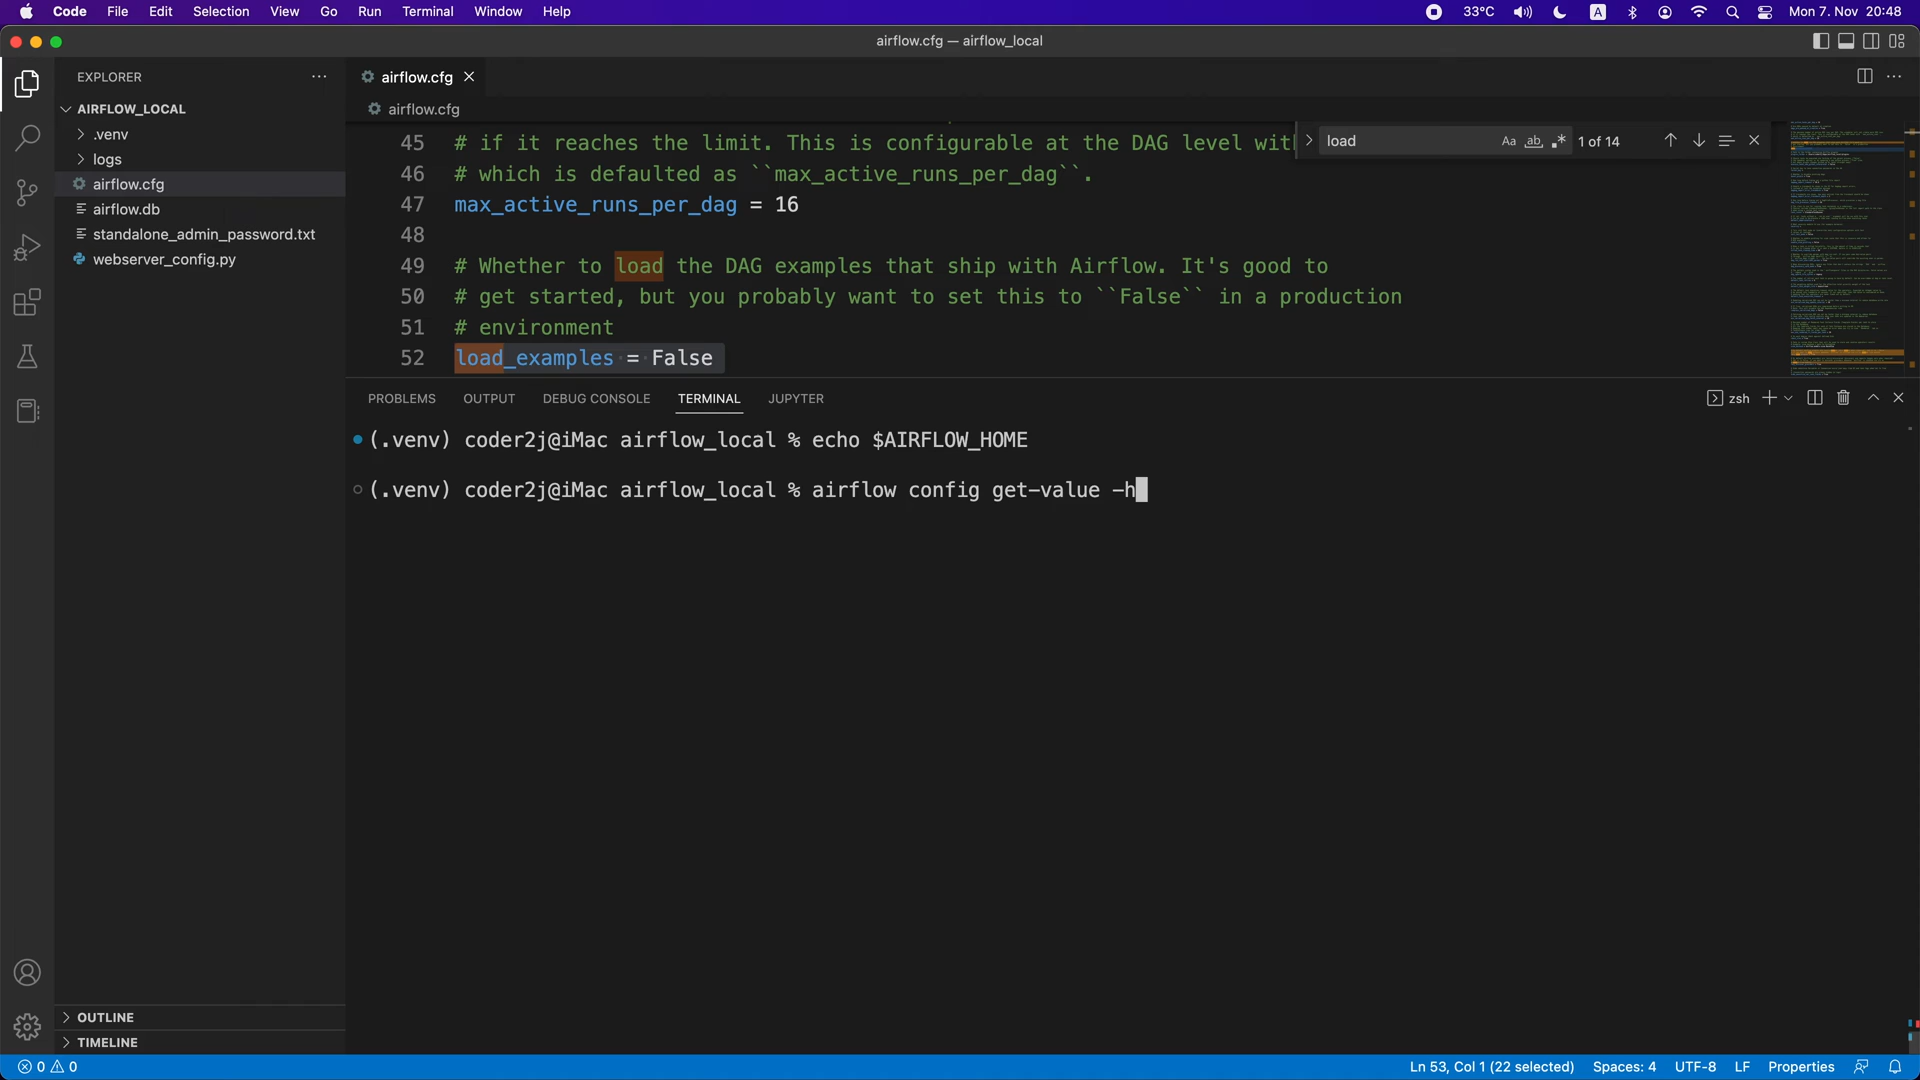 Code File Edit Selection View Go Run Terminal Window Help 33°C A Mon 7. Nov 20:48
airflow.cfg — airflow_local
EXPLORER
AIRFLOW_LOCAL
.venv
logs
airflow.cfg
airflow.db
standalone_admin_password.txt
webserver_config.py
OUTLINE
TIMELINE
airflow.cfg
airflow.cfg
load Aa ab 1 of 14
45 # if it reaches the limit. This is configurable at the DAG level wit
46 # which is defaulted as ``max_active_runs_per_dag``.
47 max_active_runs_per_dag = 16
48
49 # Whether to load the DAG examples that ship with Airflow. It's good to
50 # get started, but you probably want to set this to ``False`` in a production
51 # environment
52 load_examples = False
PROBLEMS OUTPUT DEBUG CONSOLE TERMINAL JUPYTER zsh
(.venv) coder2j@iMac airflow_local % echo $AIRFLOW_HOME
(.venv) coder2j@iMac airflow_local % airflow config get-value -h
0 0 Ln 53, Col 1 (22 selected) Spaces: 4 UTF-8 LF Properties